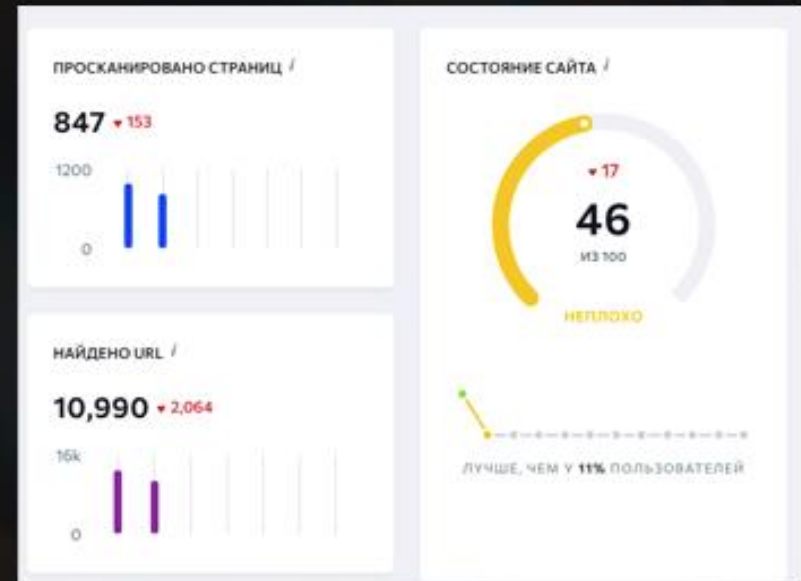 ПРОСКАНИРОВАНО СТРАНИЦ i
847 ▼ 153
1200
0
НАЙДЕНО URL i
10,990 ▼ 2,064
16k
0
СОСТОЯНИЕ САЙТА i
▼ 17
46
ИЗ 100
НЕПЛОХО
ЛУЧШЕ, ЧЕМ У 11% ПОЛЬЗОВАТЕЛЕЙ